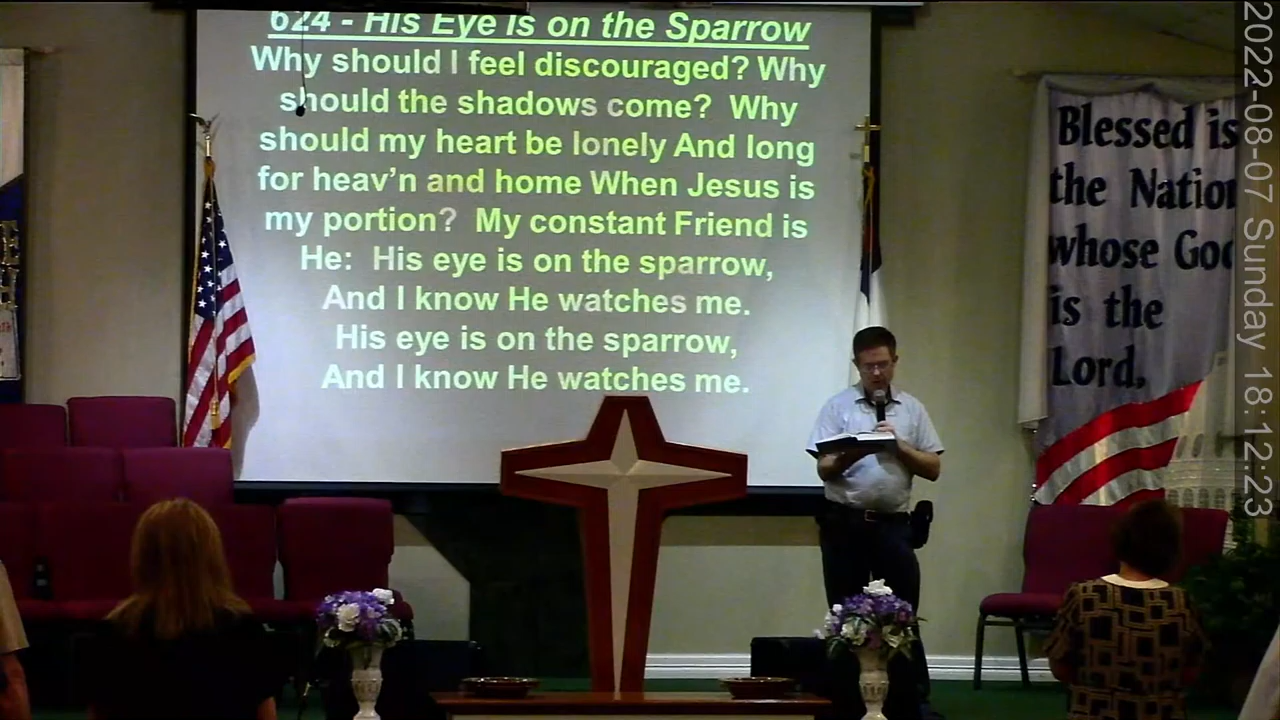 624 - His Eye is on the Sparrow
Why should I feel discouraged? Why
should the shadows come? Why
should my heart be lonely And long
for heav'n and home When Jesus is
my portion? My constant Friend is
He: His eye is on the sparrow,
And I know He watches me.
His eye is on the sparrow,
And I know He watches me.
Blessed is
the Nation
whose God
is the
Lord,
2022-08-07 Sunday 18:12:23